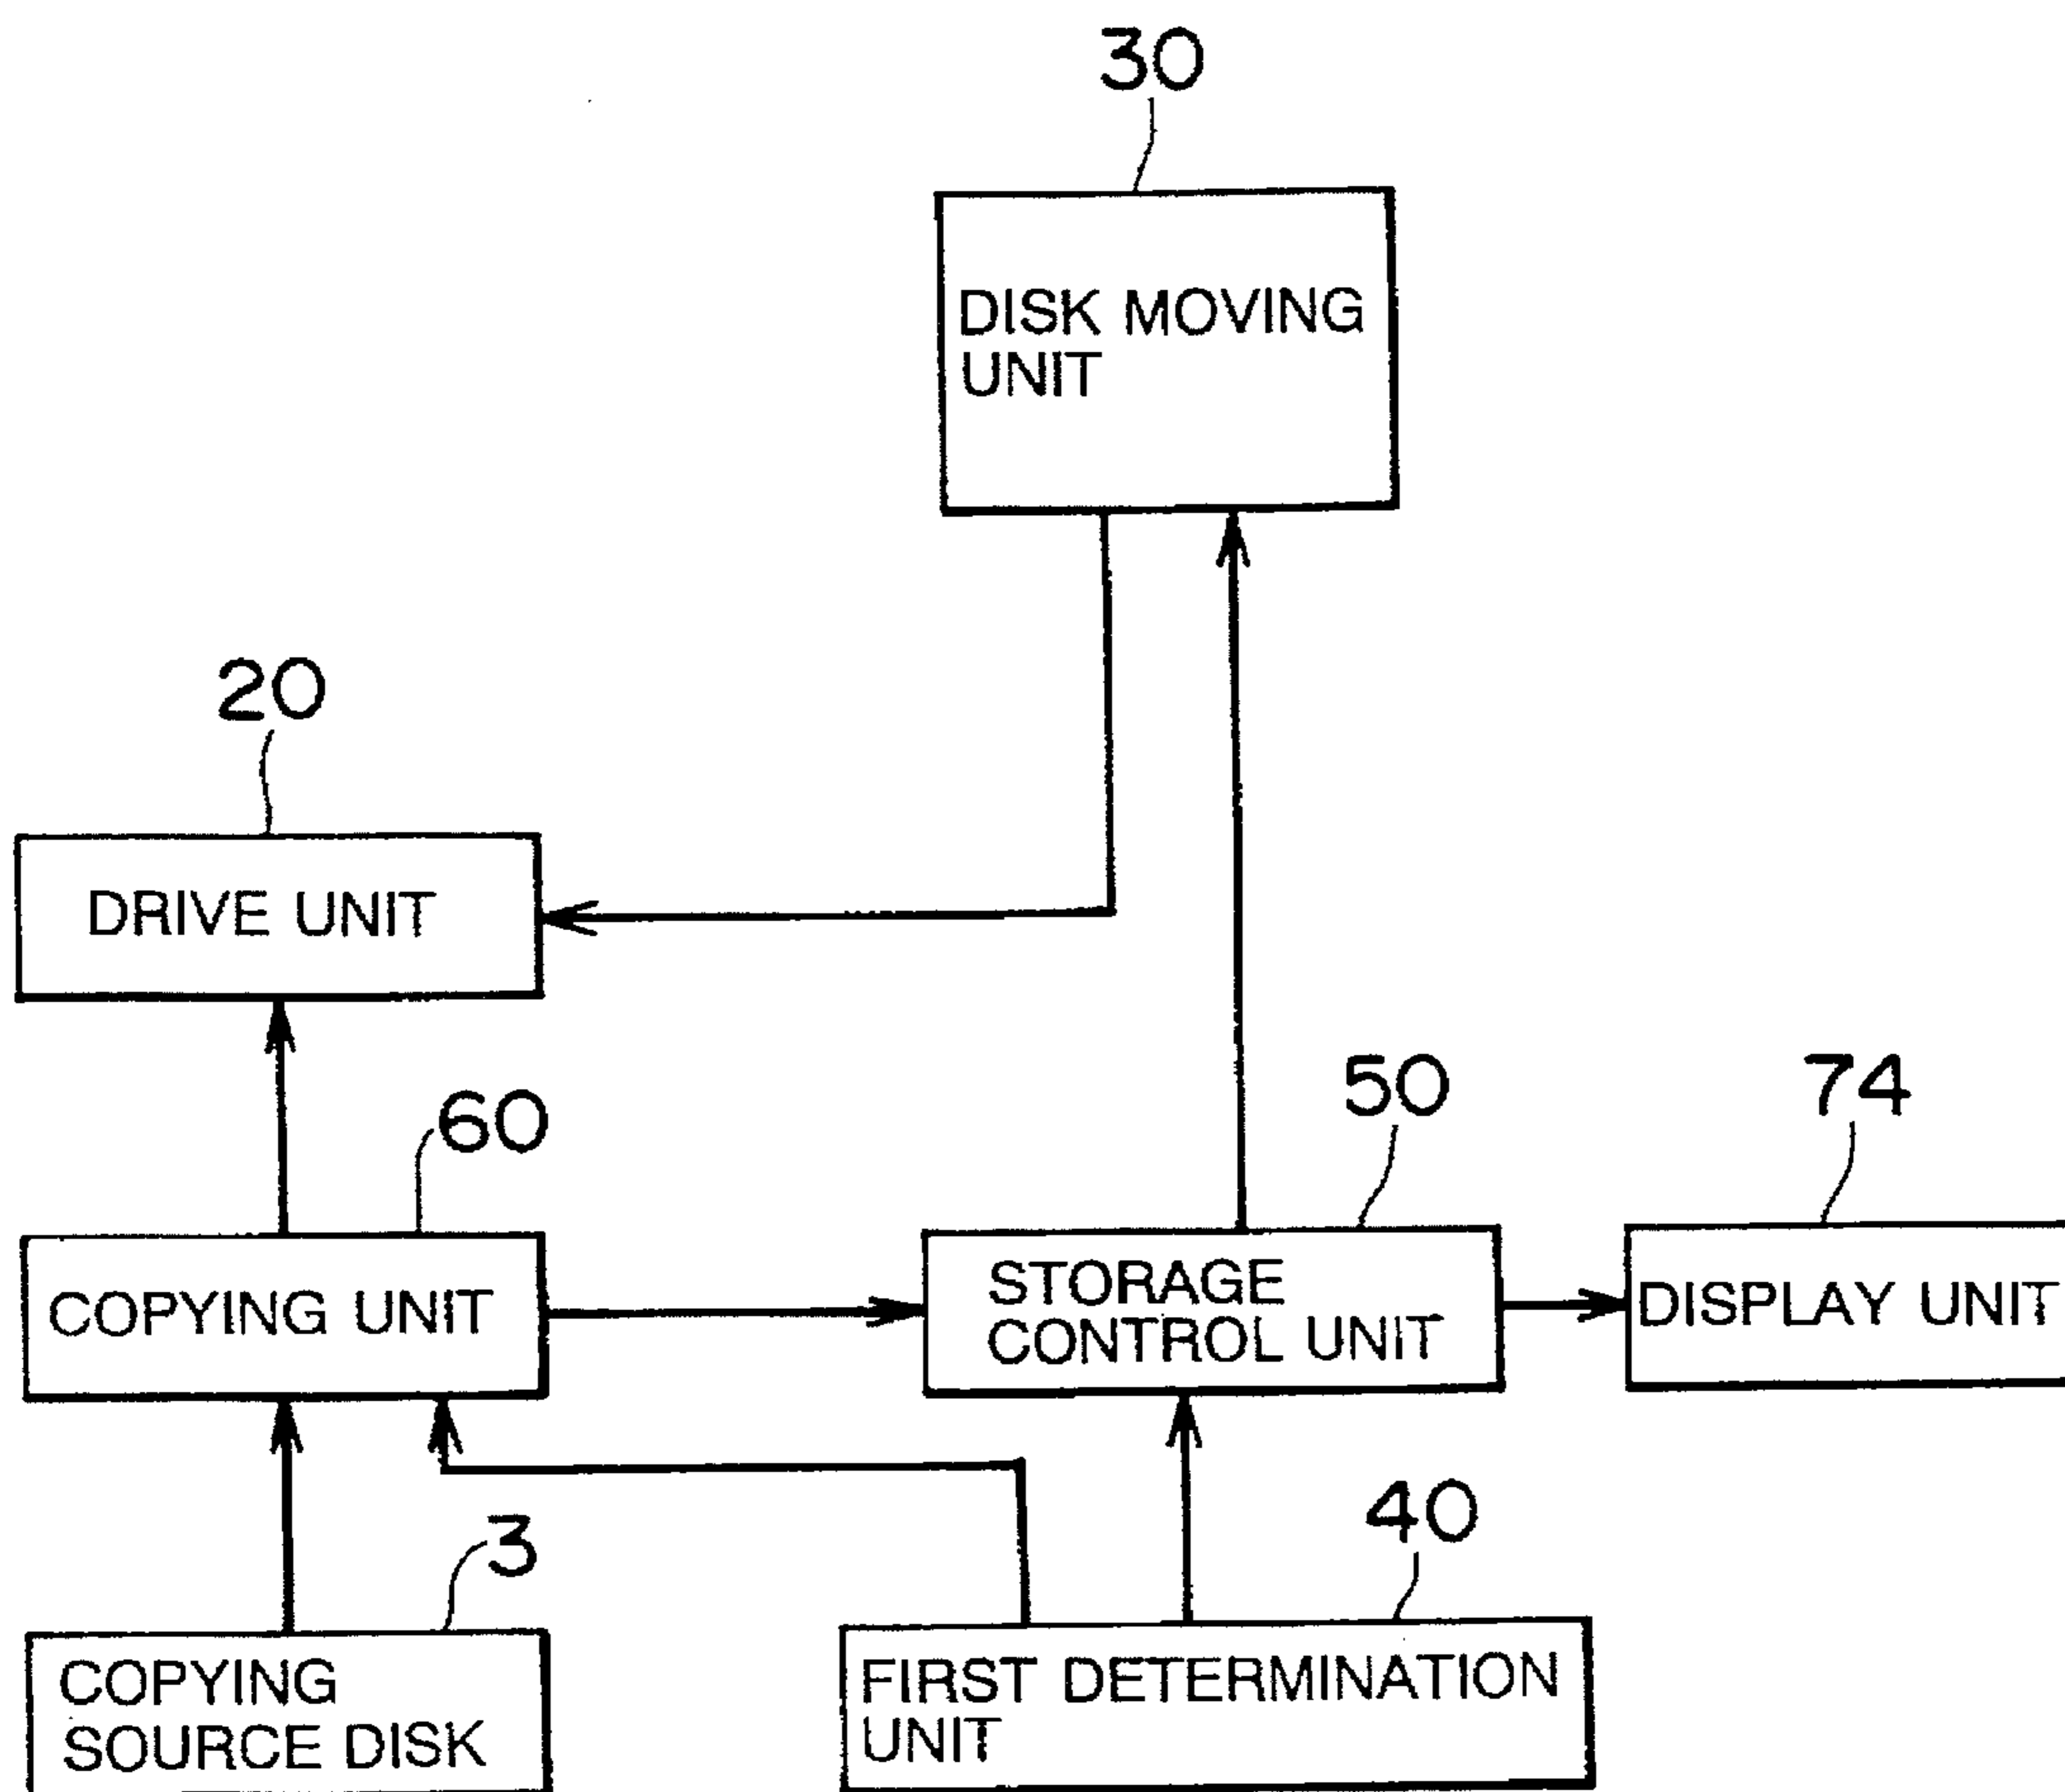 30
DISK MOVING
UNIT
20
DRIVE UNIT
60
50
74
COPYING UNIT
STORAGE
CONTROL UNIT
DISPLAY UNIT
3
40
COPYING
SOURCE DISK
FIRST DETERMINATION
UNIT